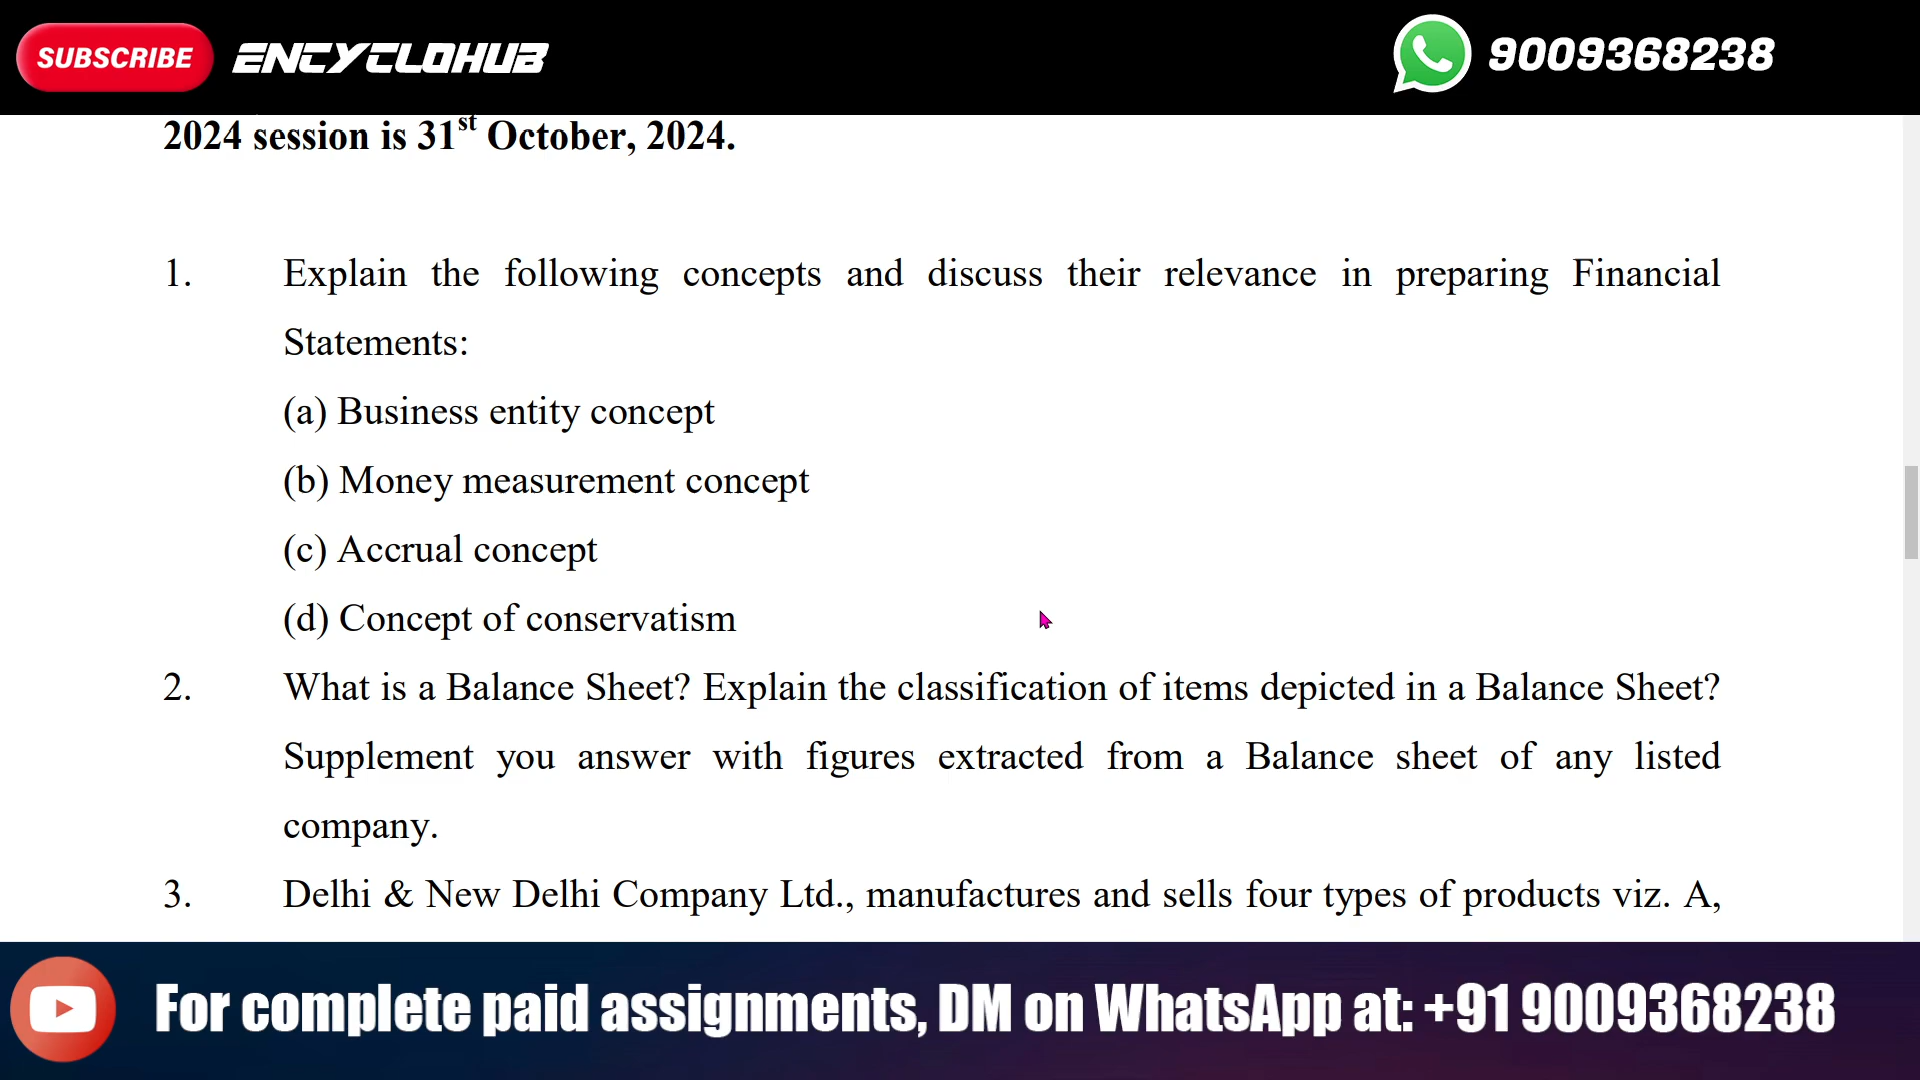 SUBSCRIBE ENCYCLOHUB 9009368238
2024 session is 31st October, 2024.
1. Explain the following concepts and discuss their relevance in preparing Financial
Statements:
(a) Business entity concept
(b) Money measurement concept
(c) Accrual concept
(d) Concept of conservatism
2. What is a Balance Sheet? Explain the classification of items depicted in a Balance Sheet?
Supplement you answer with figures extracted from a Balance sheet of any listed
company.
3. Delhi & New Delhi Company Ltd., manufactures and sells four types of products viz. A,
For complete paid assignments, DM on WhatsApp at: +91 9009368238